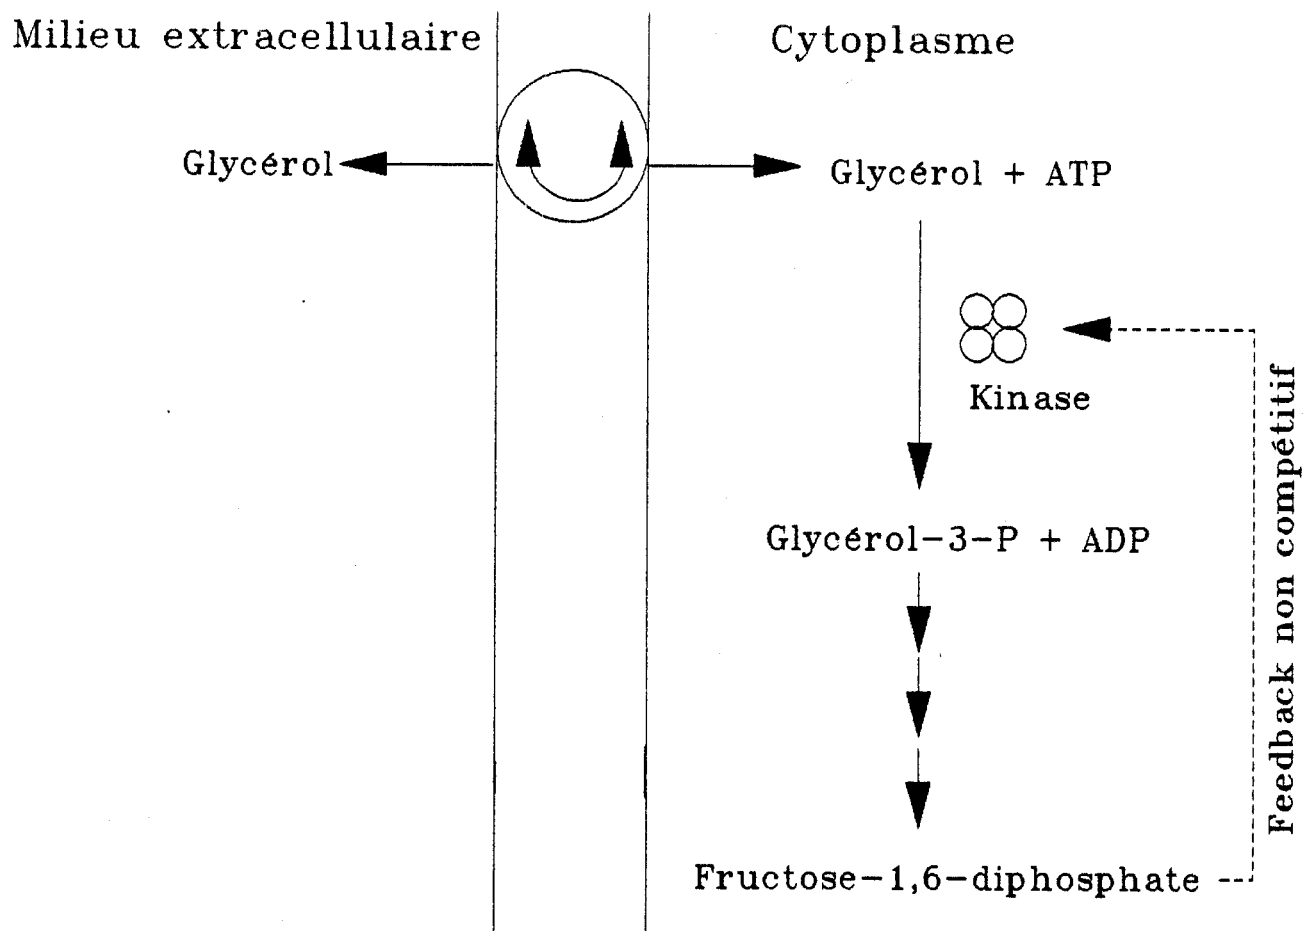 Milieu extracellulaire
Cytoplasme
Glycérol
Glycérol + ATP
Kinase
Glycérol-3-P + ADP
Fructose-1,6-diphosphate
Feedback non compétitif